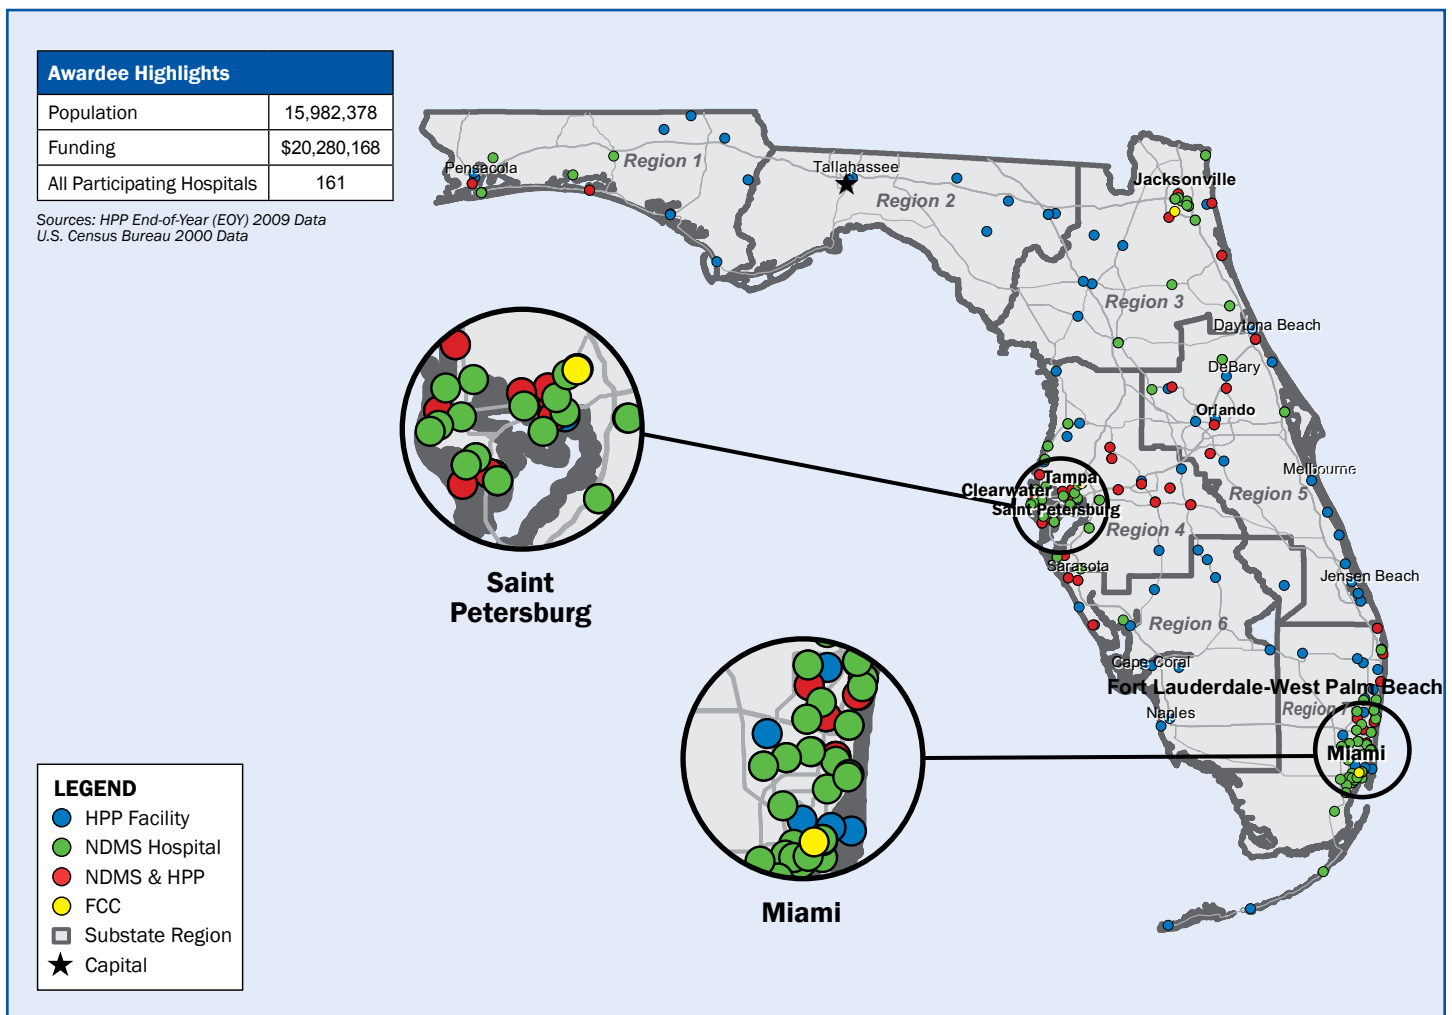 Awardee Highlights
Population 15,982,378
Funding $20,280,168
All Participating Hospitals 161
Sources: HPP End-of-Year (EOY) 2009 Data
U.S. Census Bureau 2000 Data
Pensacola
Region 1
Tallahassee
Region 2
Jacksonville
Region 3
Daytona Beach
DeBary
Orlando
Melbourne
Region 5
Tampa
Clearwater
Saint Petersburg
Region 4
Sarasota
Jensen Beach
Region 6
Cape Coral
Fort Lauderdale-West Palm Beach
Naples
Region 7
Miami
Saint
Petersburg
Miami
LEGEND
HPP Facility
NDMS Hospital
NDMS & HPP
FCC
Substate Region
Capital